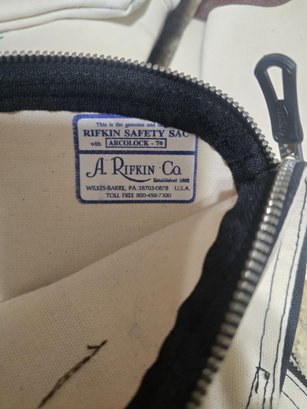 This is the genuine and
RIFKIN SAFETY SAC
with ARCOLOCK - 7®
A. RIFKIN CO.
Established 1892
WILKES-BARRE, PA 18703-0878 U.S.A.
TOLL FREE 800-458-7300